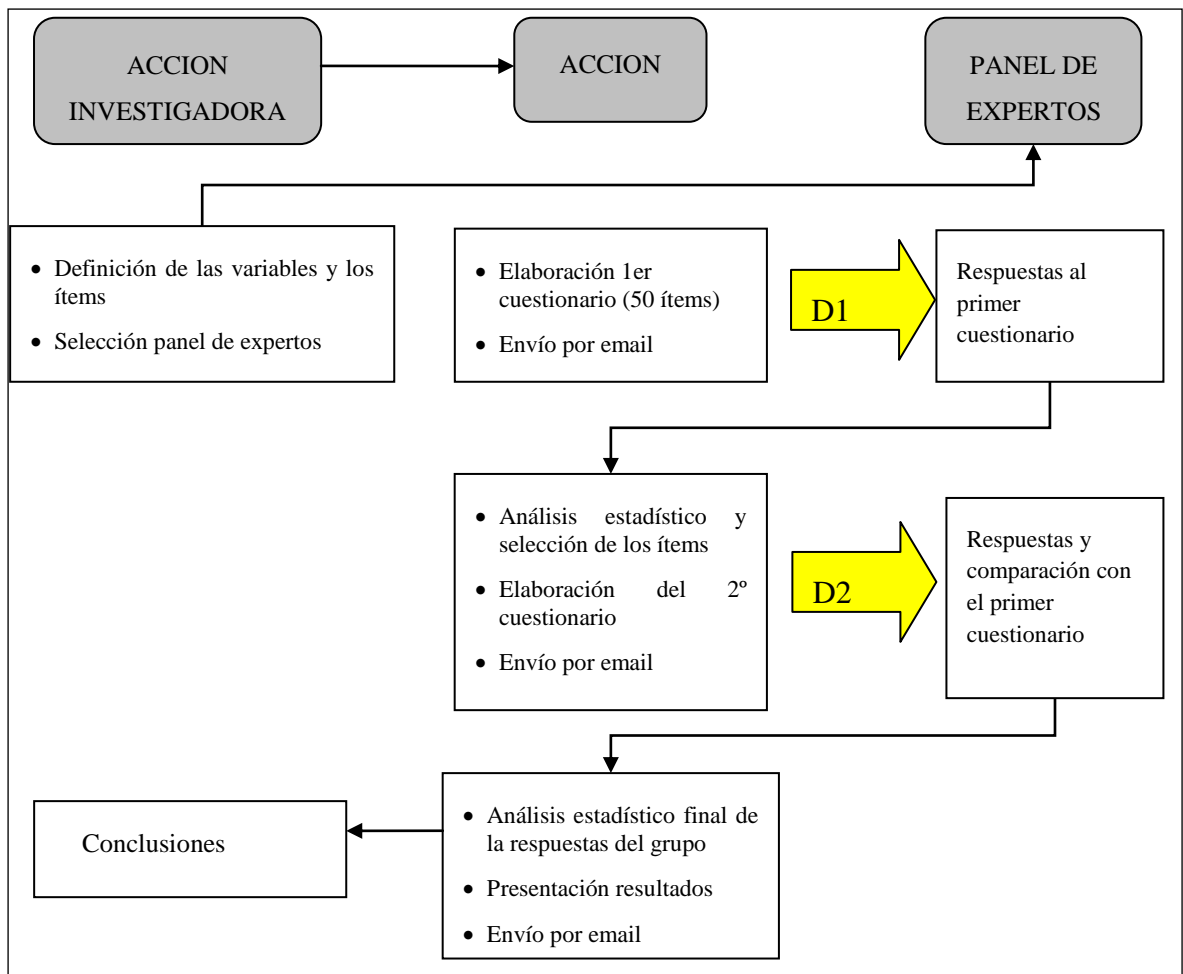 ACCION
INVESTIGADORA
ACCION
PANEL DE
EXPERTOS
• Definición de las variables y los
ítems
• Selección panel de expertos
• Elaboración 1er
cuestionario (50 ítems)
• Envío por email
D1
Respuestas al
primer
cuestionario
• Análisis estadístico y
selección de los ítems
• Elaboración del 2º
cuestionario
• Envío por email
D2
Respuestas y
comparación con
el primer
cuestionario
Conclusiones
• Análisis estadístico final de
la respuestas del grupo
• Presentación resultados
• Envío por email